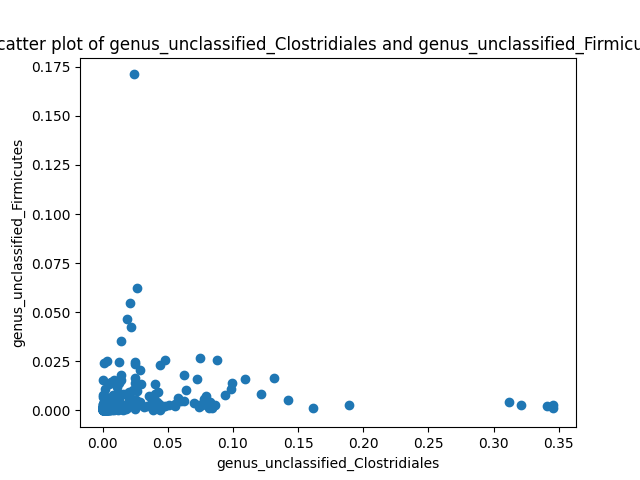 catter plot of genus_unclassified_Clostridiales and genus_unclassified_Firmicu
0.175
0.150
0.125
0.100
0.075
0.050
0.025
0.000
genus_unclassified_Firmicutes
0.00 0.05 0.10 0.15 0.20 0.25 0.30 0.35
genus_unclassified_Clostridiales